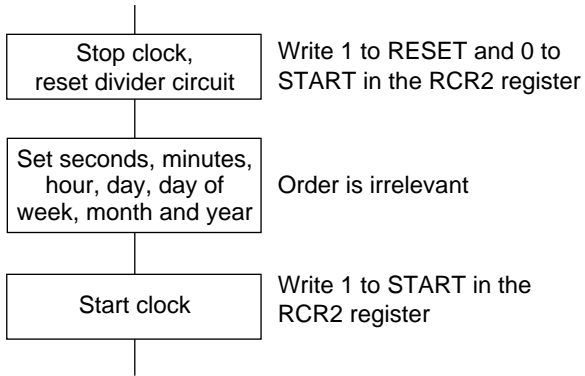 Stop clock,
reset divider circuit
Write 1 to RESET and 0 to
START in the RCR2 register
Set seconds, minutes,
hour, day, day of
week, month and year
Order is irrelevant
Start clock
Write 1 to START in the
RCR2 register